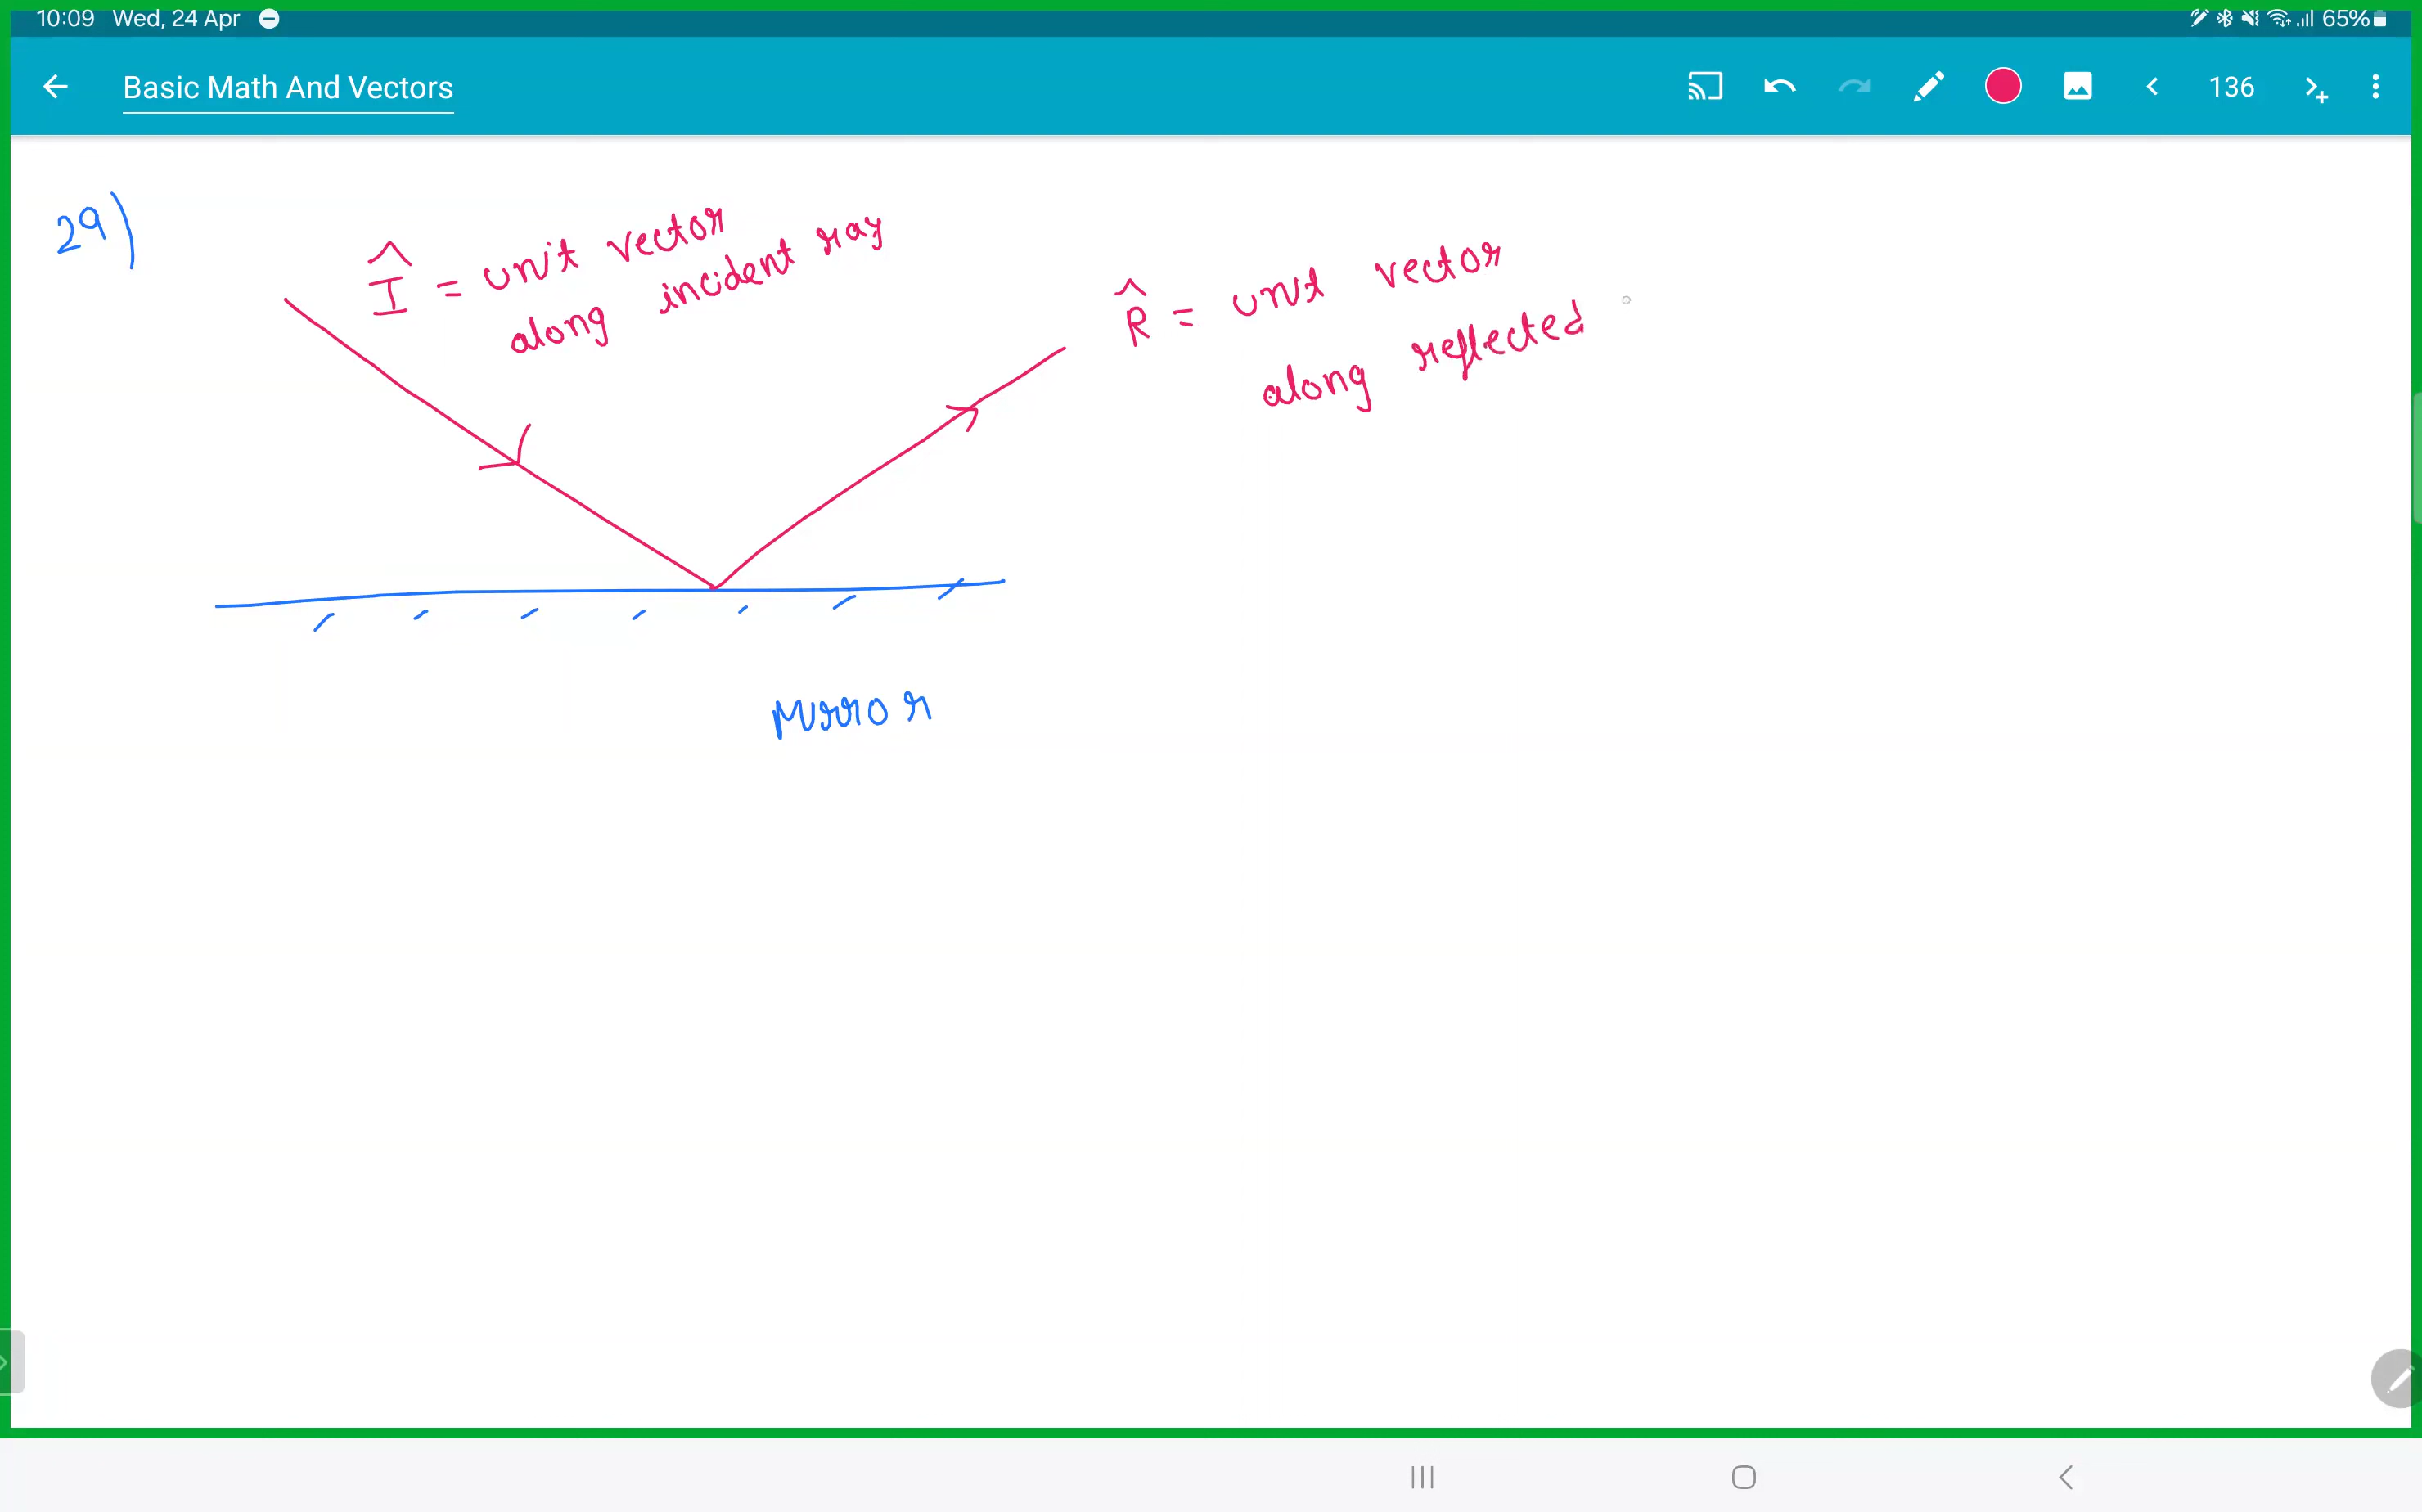 10:09 Wed, 24 Apr 65%
Basic Math And Vectors 136
29)
Î = unit vector
along incident ray
R̂ = unit vector
along reflected
Mirror